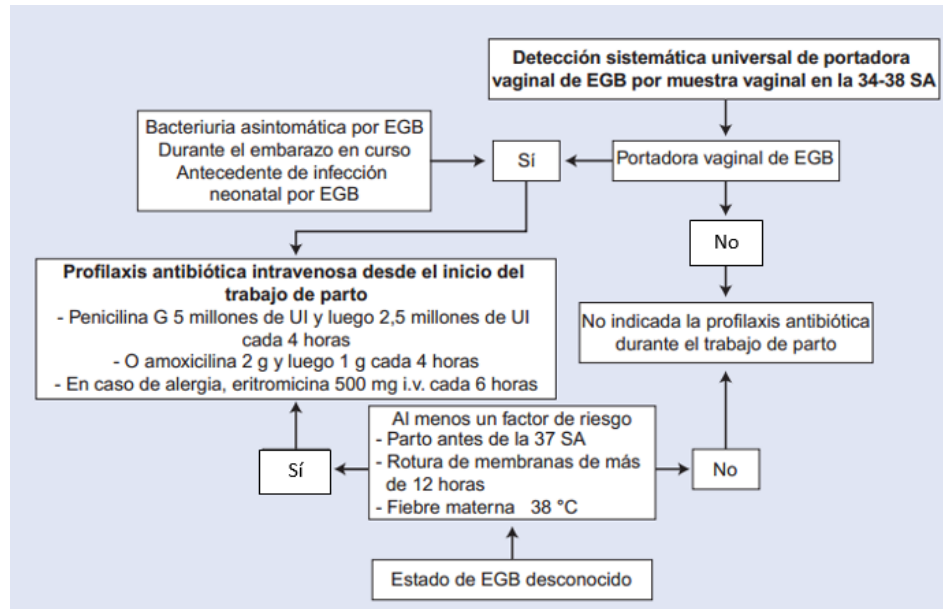 Detección sistemática universal de portadora
vaginal de EGB por muestra vaginal en la 34-38 SA
Bacteriuria asintomática por EGB
Durante el embarazo en curso
Antecedente de infección
neonatal por EGB
Sí
Portadora vaginal de EGB
No
Profilaxis antibiótica intravenosa desde el inicio del
trabajo de parto
- Penicilina G 5 millones de UI y luego 2,5 millones de UI
cada 4 horas
- O amoxicilina 2 g y luego 1 g cada 4 horas
- En caso de alergia, eritromicina 500 mg i.v. cada 6 horas
No indicada la profilaxis antibiótica
durante el trabajo de parto
Al menos un factor de riesgo
- Parto antes de la 37 SA
- Rotura de membranas de más
de 12 horas
- Fiebre materna 38 °C
Sí
No
Estado de EGB desconocido